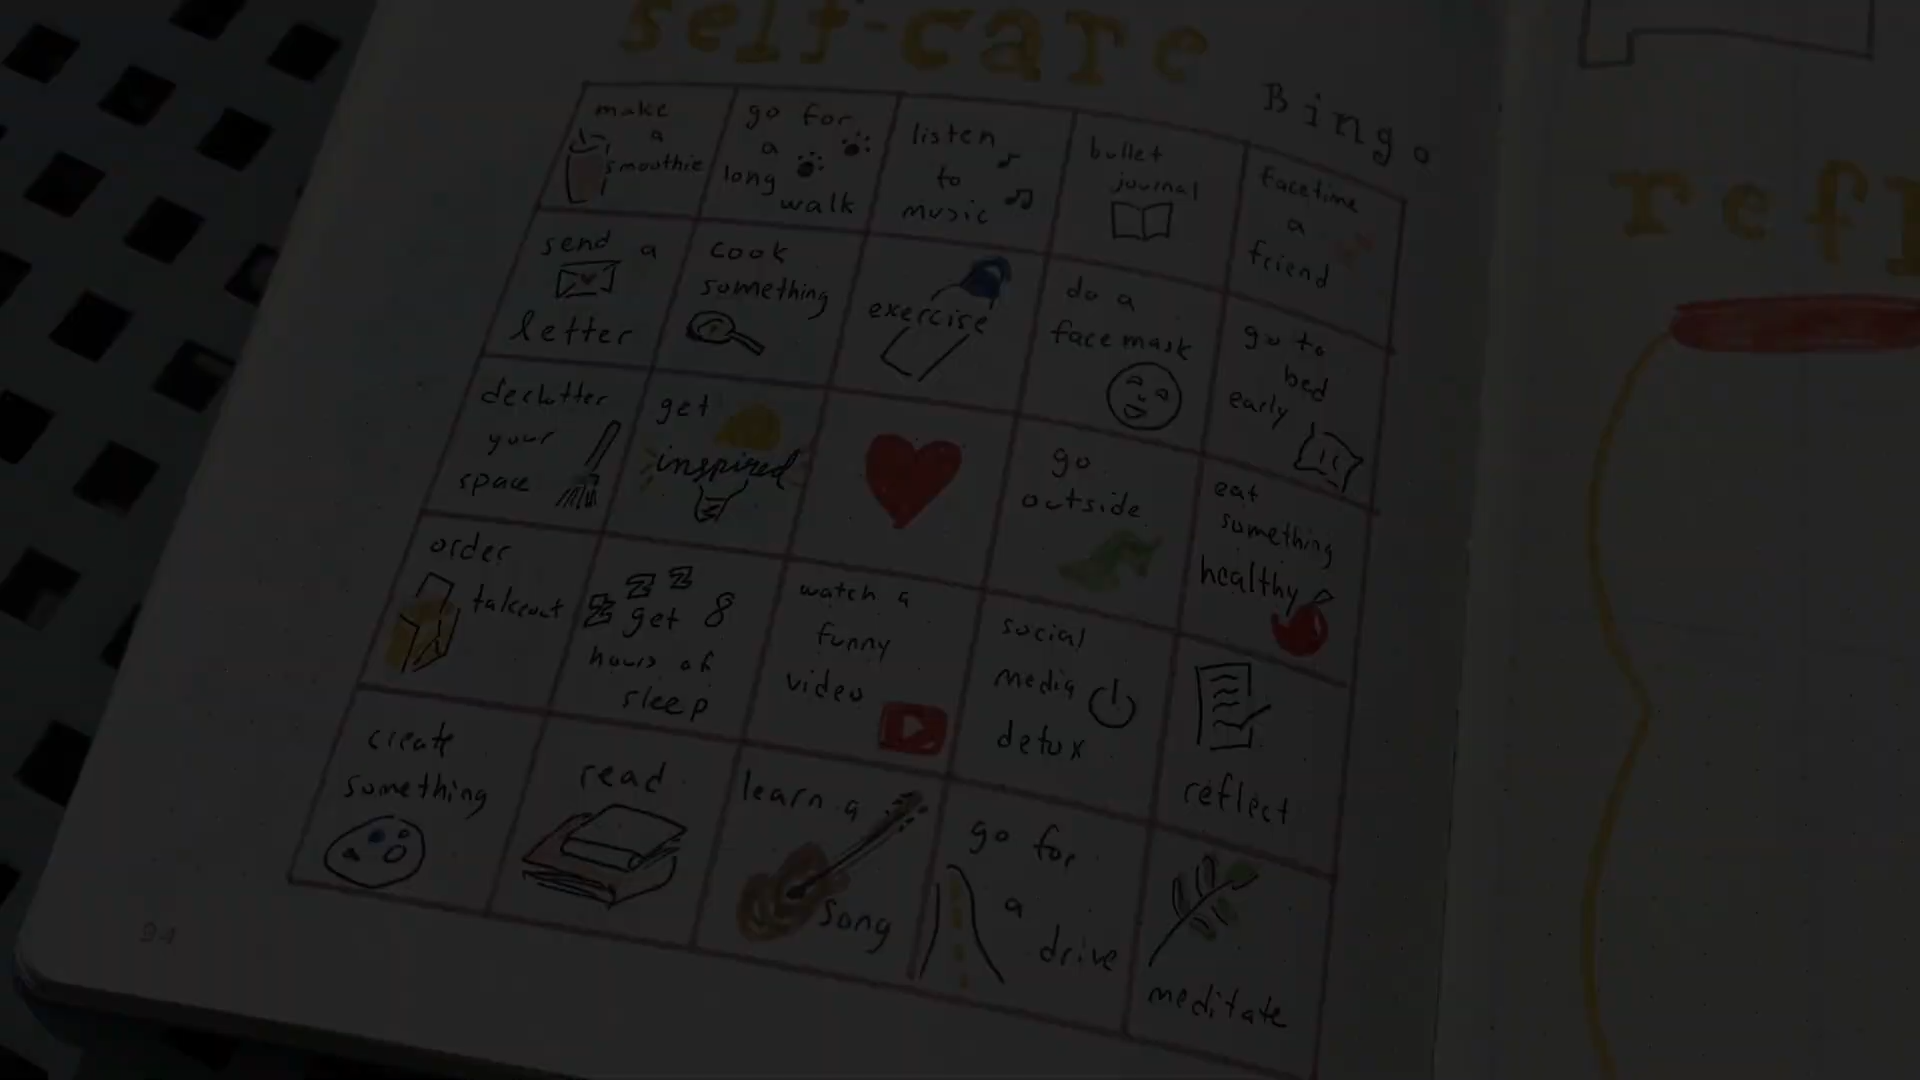 self-care
Bingo
make
a
smoothie
go for
a
long
walk
listen
to
music
bullet
journal
facetime
a
friend
send a
letter
cook
something
exercise
do a
face mask
go to
bed
early
declutter
your
space
get
inspired
go
outside
eat
something
healthy
order
takeout
z z z
get 8
hours of
sleep
watch a
funny
video
social
media
detox
reflect
create
something
read
learn a
song
go for
a
drive
meditate
94
refl